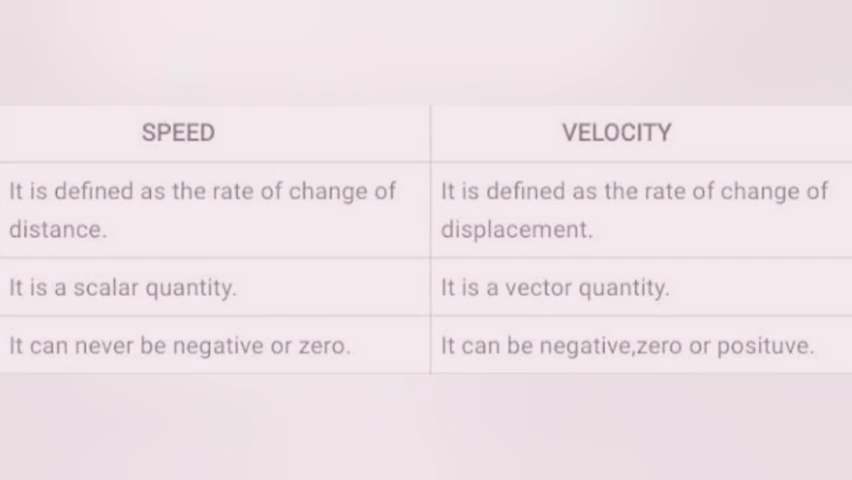 SPEED
VELOCITY
It is defined as the rate of change of
distance.
It is defined as the rate of change of
displacement.
It is a scalar quantity.
It is a vector quantity.
It can never be negative or zero.
It can be negative,zero or posituve.